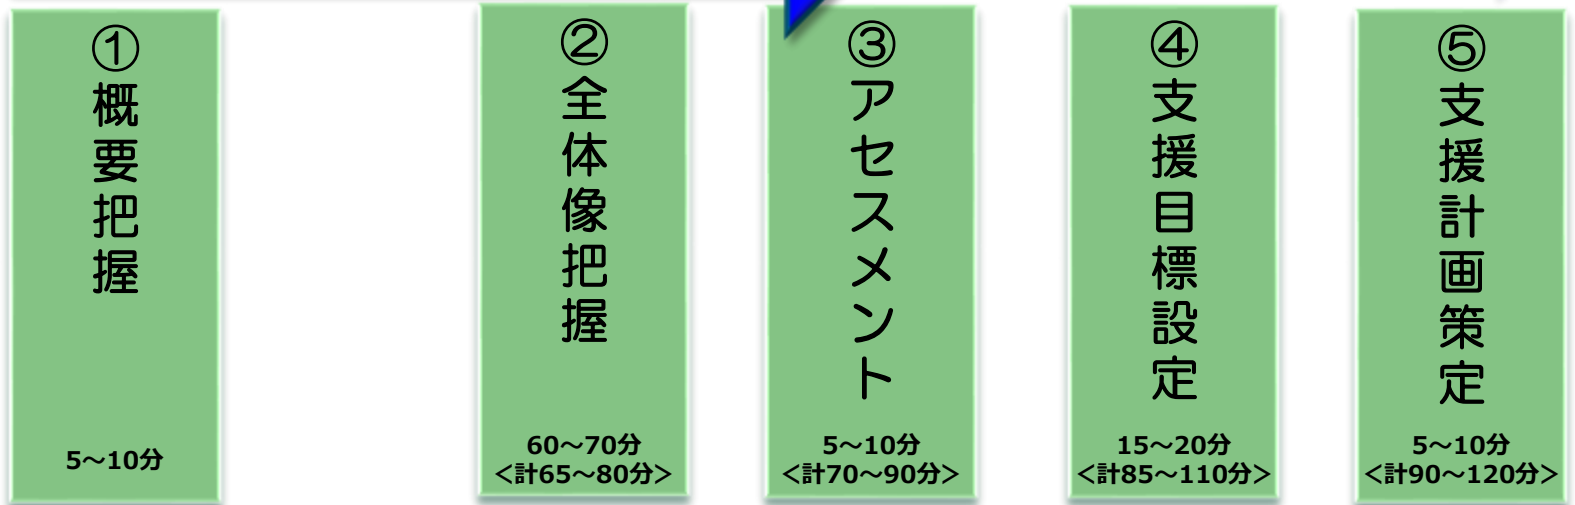 ①概要把握
5～10分
②全体像把握
60～70分
<計65～80分>
③アセスメント
5～10分
<計70～90分>
④支援目標設定
15～20分
<計85～110分>
⑤支援計画策定
5～10分
<計90～120分>